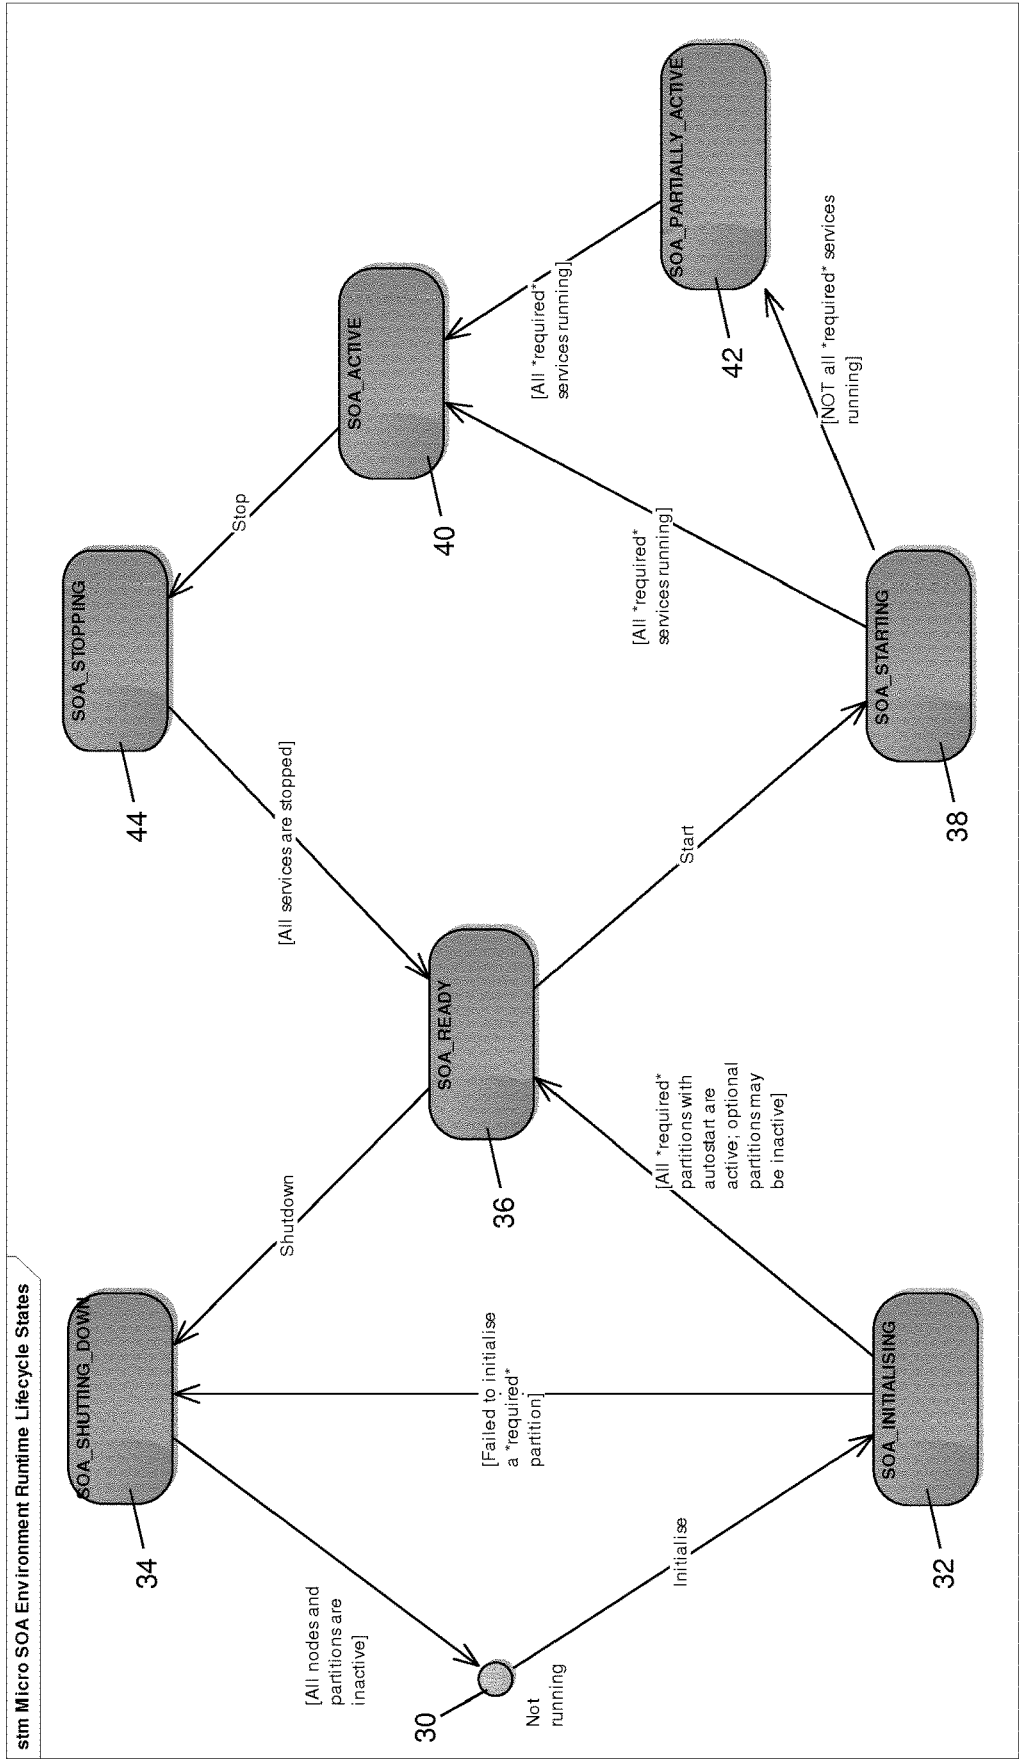 stm Micro SOA Environment Runtime Lifecycle States
SOA_SHUTTING_DOWN
34
[All nodes and
partitions are
inactive]
30
Not
running
Initialise
SOA_INITIALISING
32
[Failed to initialise
a *required*
partition]
Shutdown
[All *required*
partitions with
autostart are
active; optional
partitions may
be inactive]
SOA_READY
36
[All services are stopped]
Start
SOA_STOPPING
44
SOA_STARTING
38
Stop
[All *required*
services running]
SOA_ACTIVE
40
[All *required*
services running]
[NOT all *required* services
running]
SOA_PARTIALLY_ACTIVE
42